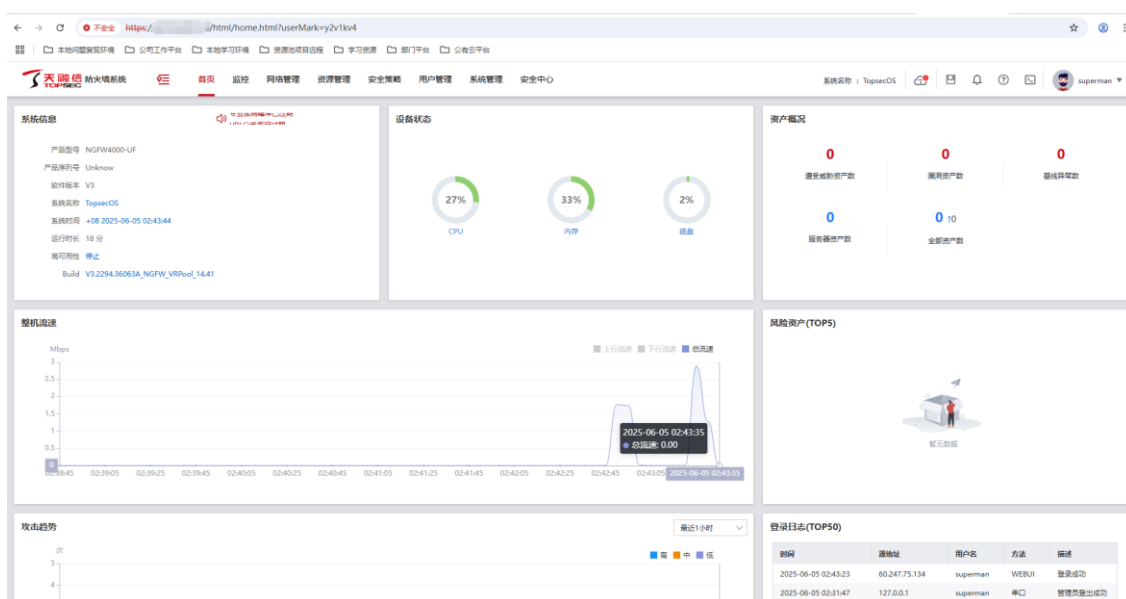 不安全 https:/ /html/home.html?userMark=y2v1kv4
本地问题复现环境 公司工作平台 本地学习环境 资源池项目远程 学习资源 部门平台 公有云平台
天融信 TOPSEC 防火墙系统 首页 监控 网络管理 资源管理 安全策略 用户管理 系统管理 安全中心 系统名称 : TopsecOS superman
系统信息
产品型号 NGFW4000-UF
产品序列号 Unknow
软件版本 V3
系统名称 TopsecOS
系统时间 +08 2025-06-05 02:43:44
运行时长 18 分
高可用性 停止
Build V3.2294.36063A_NGFW_VRPool_14.41
设备状态
27% 33% 2%
CPU 内存 磁盘
资产概况
0 0 0
遭受威胁资产数 漏洞资产数 基线异常数
0 0 ↑0
服务器资产数 全部资产数
整机流速
Mbps
上行流速 下行流速 总流速
3
2.5
2
1.5
1
0.5
0
2025-06-05 02:43:35
总流速: 0.00
02:38:45 02:39:05 02:39:25 02:39:45 02:40:05 02:40:25 02:40:45 02:41:05 02:41:25 02:41:45 02:42:05 02:42:25 02:42:45 02:43:05 2025-06-05 02:43:35
风险资产(TOP5)
暂无数据
攻击趋势
最近1小时
次
高 中 低
5
4
登录日志(TOP50)
时间 源地址 用户名 方法 描述
2025-06-05 02:43:23 60.247.75.134 superman WEBUI 登录成功
2025-06-05 02:31:47 127.0.0.1 superman 串口 管理员登出成功